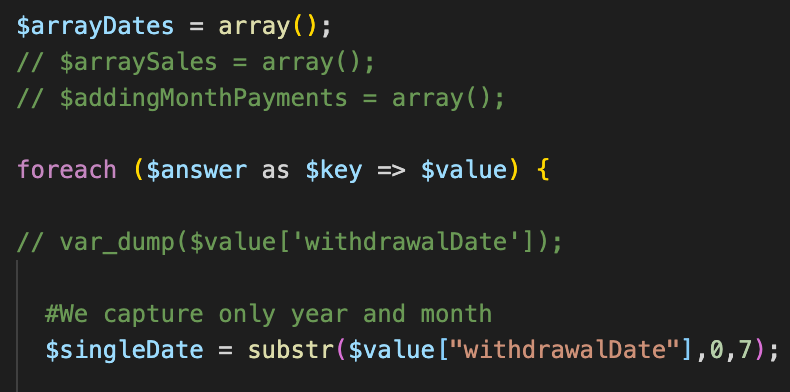 $arrayDates = array();
// $arraySales = array();
// $addingMonthPayments = array();
foreach ($answer as $key => $value) {
// var_dump($value['withdrawalDate']);
#We capture only year and month
$singleDate = substr($value["withdrawalDate"],0,7);